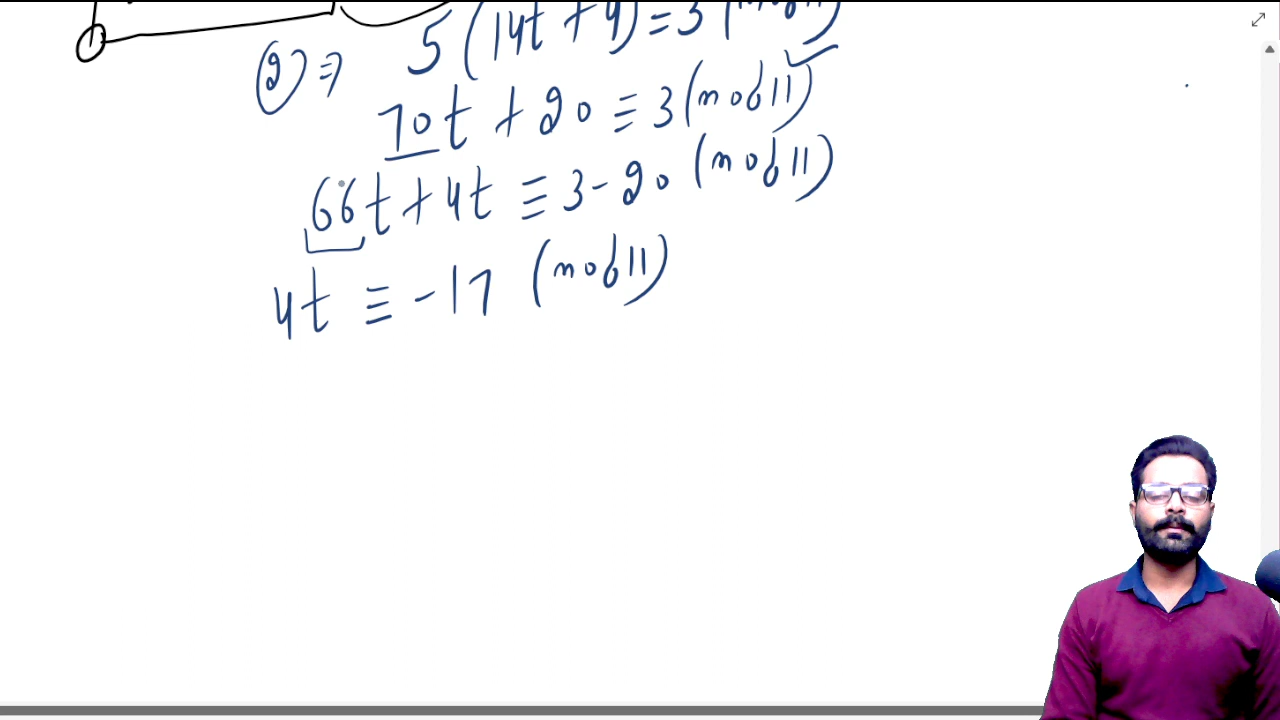 (2) ⇒ 5(14t + 4) = 3 (mod 11)
70t + 20 ≡ 3 (mod 11)
66t + 4t ≡ 3 - 20 (mod 11)
4t ≡ -17 (mod 11)